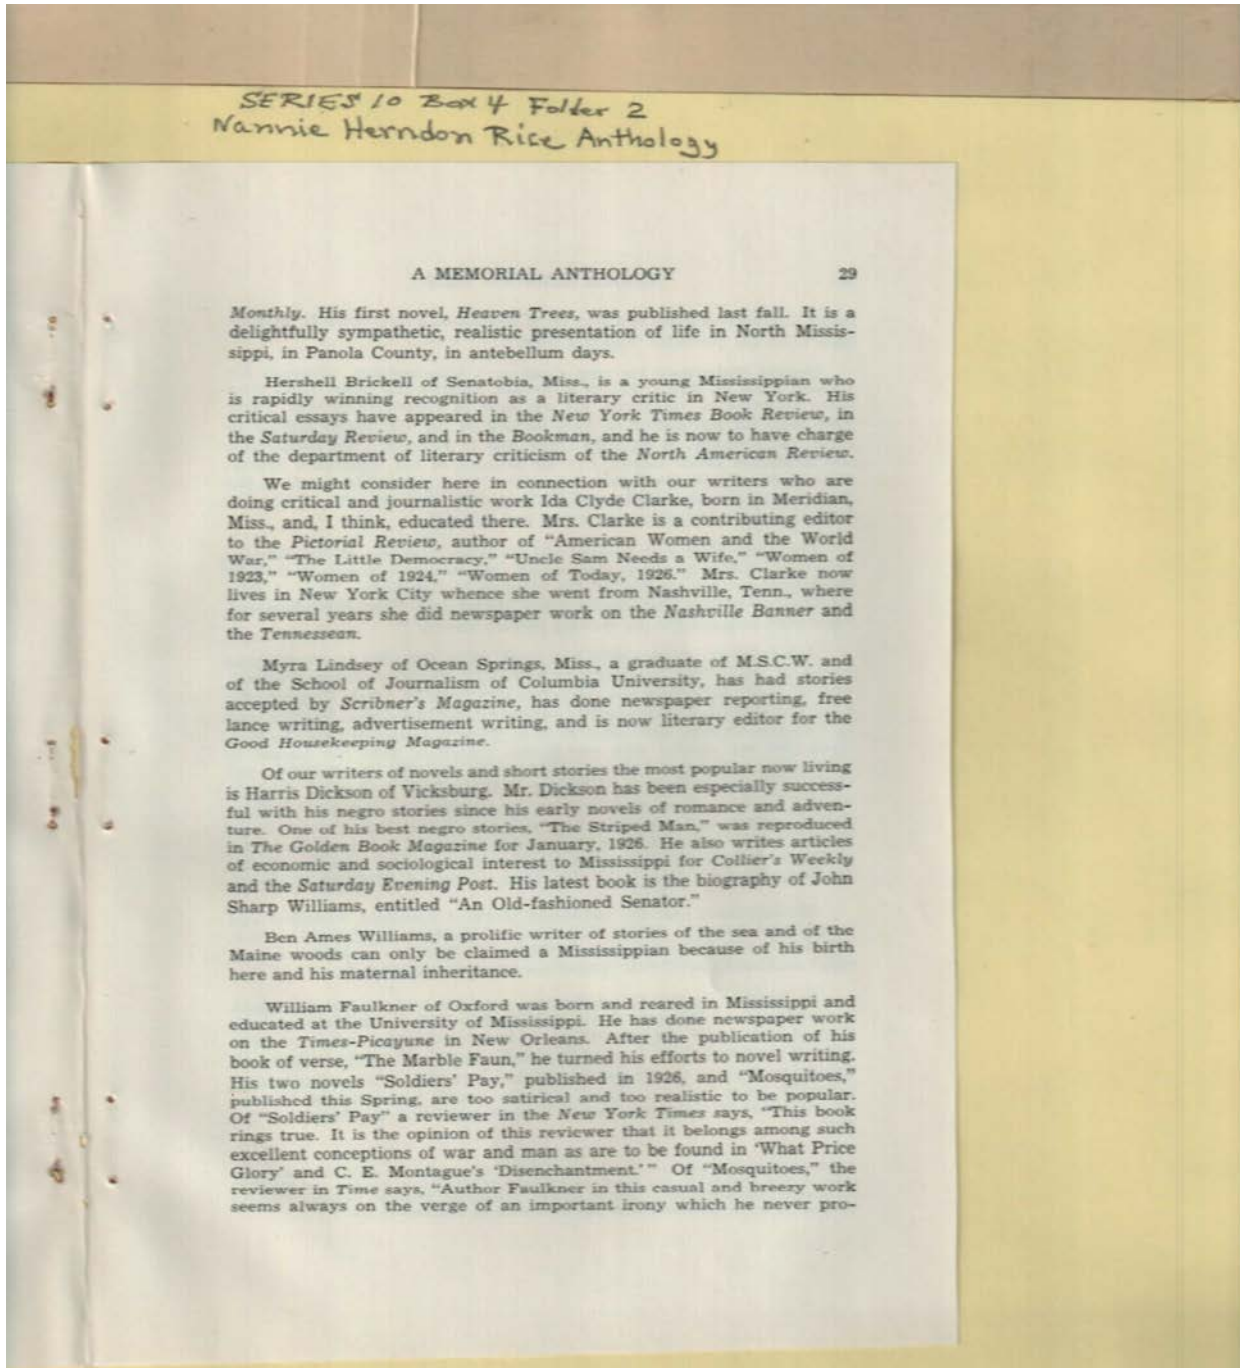 SERIES 10 Box 4 Folder 2
Nannie Herndon Rice Anthology
A MEMORIAL ANTHOLOGY 29
Monthly. His first novel, Heaven Trees, was published last fall. It is a
delightfully sympathetic, realistic presentation of life in North Missis-
sippi, in Panola County, in antebellum days.
Hershell Brickell of Senatobia, Miss., is a young Mississippian who
is rapidly winning recognition as a literary critic in New York. His
critical essays have appeared in the New York Times Book Review, in
the Saturday Review, and in the Bookman, and he is now to have charge
of the department of literary criticism of the North American Review.
We might consider here in connection with our writers who are
doing critical and journalistic work Ida Clyde Clarke, born in Meridian,
Miss., and, I think, educated there. Mrs. Clarke is a contributing editor
to the Pictorial Review, author of "American Women and the World
War," "The Little Democracy," "Uncle Sam Needs a Wife," "Women of
1923," "Women of 1924," "Women of Today, 1926." Mrs. Clarke now
lives in New York City whence she went from Nashville, Tenn., where
for several years she did newspaper work on the Nashville Banner and
the Tennessean.
Myra Lindsey of Ocean Springs, Miss., a graduate of M.S.C.W. and
of the School of Journalism of Columbia University, has had stories
accepted by Scribner's Magazine, has done newspaper reporting, free
lance writing, advertisement writing, and is now literary editor for the
Good Housekeeping Magazine.
Of our writers of novels and short stories the most popular now living
is Harris Dickson of Vicksburg. Mr. Dickson has been especially success-
ful with his negro stories since his early novels of romance and adven-
ture. One of his best negro stories, "The Striped Man," was reproduced
in The Golden Book Magazine for January, 1926. He also writes articles
of economic and sociological interest to Mississippi for Collier's Weekly
and the Saturday Evening Post. His latest book is the biography of John
Sharp Williams, entitled "An Old-fashioned Senator."
Ben Ames Williams, a prolific writer of stories of the sea and of the
Maine woods can only be claimed a Mississippian because of his birth
here and his maternal inheritance.
William Faulkner of Oxford was born and reared in Mississippi and
educated at the University of Mississippi. He has done newspaper work
on the Times-Picayune in New Orleans. After the publication of his
book of verse, "The Marble Faun," he turned his efforts to novel writing.
His two novels "Soldiers' Pay," published in 1926, and "Mosquitoes,"
published this Spring, are too satirical and too realistic to be popular.
Of "Soldiers' Pay" a reviewer in the New York Times says, "This book
rings true. It is the opinion of this reviewer that it belongs among such
excellent conceptions of war and man as are to be found in 'What Price
Glory' and C. E. Montague's 'Disenchantment.'" Of "Mosquitoes," the
reviewer in Time says, "Author Faulkner in this casual and breezy work
seems always on the verge of an important irony which he never pro-